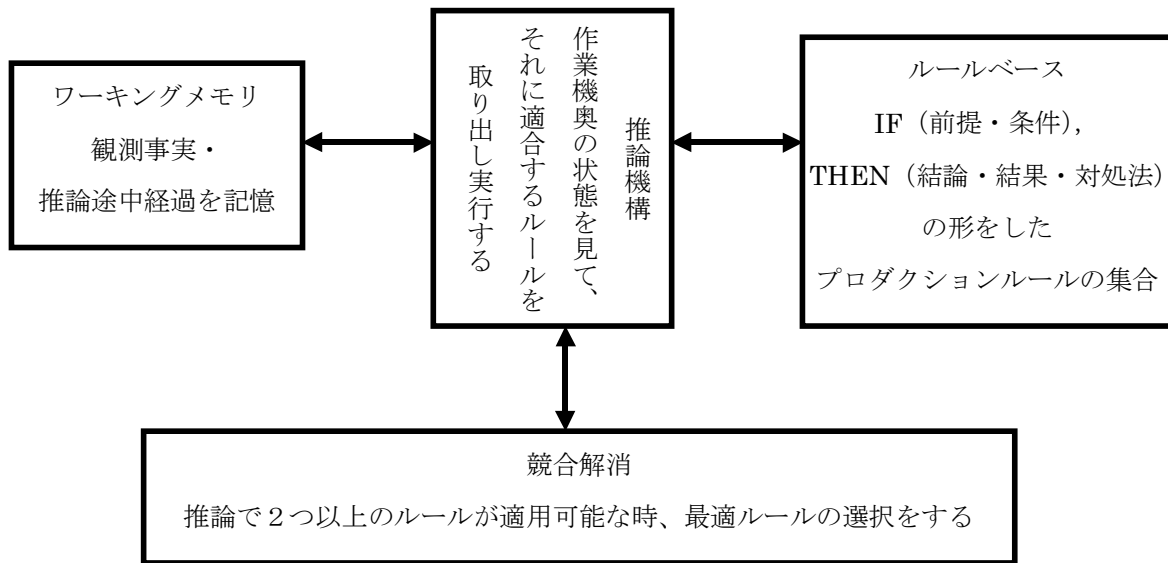 ワーキングメモリ
観測事実・
推論途中経過を記憶
推論機構
作業機奥の状態を見て、
それに適合するルールを
取り出し実行する
ルールベース
IF（前提・条件），
THEN（結論・結果・対処法）
の形をした
プロダクションルールの集合
競合解消
推論で２つ以上のルールが適用可能な時、最適ルールの選択をする